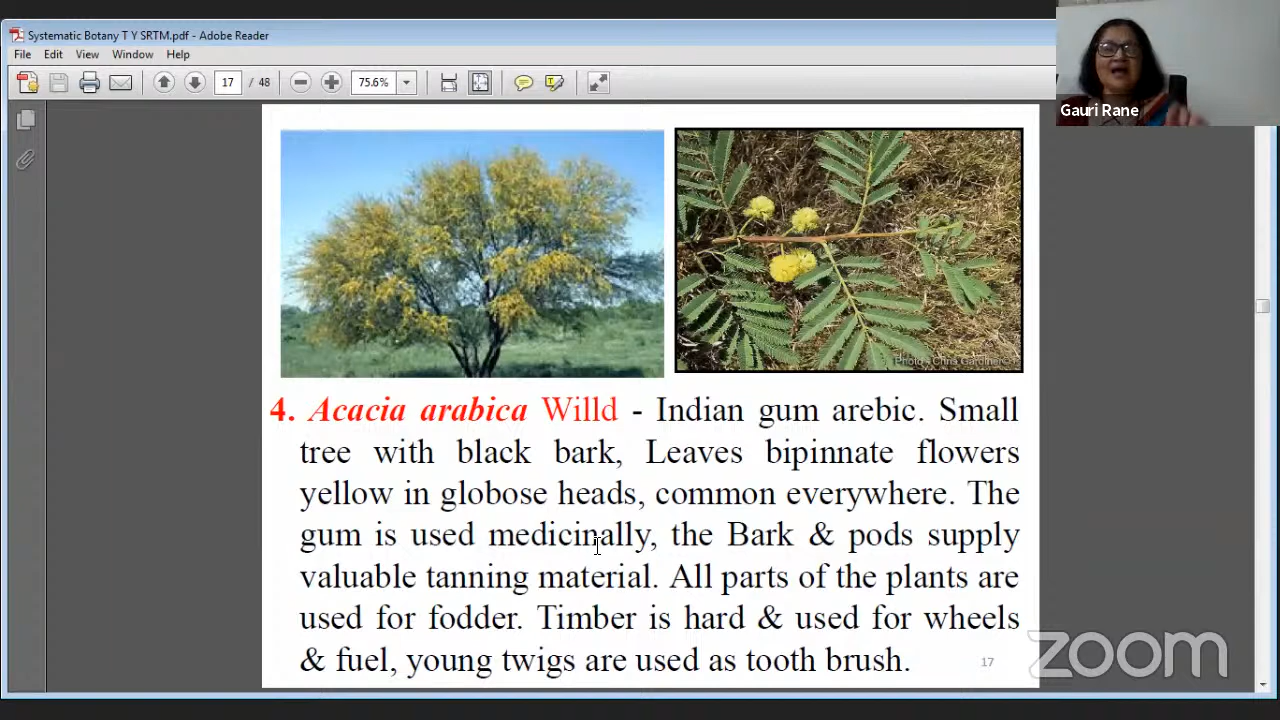 Systematic Botany T Y SRTM.pdf - Adobe Reader
File Edit View Window Help
17 / 48 75.6%
Gauri Rane
Photo - Chris Gardiner
4. Acacia arabica Willd - Indian gum arebic. Small
tree with black bark, Leaves bipinnate flowers
yellow in globose heads, common everywhere. The
gum is used medicinally, the Bark & pods supply
valuable tanning material. All parts of the plants are
used for fodder. Timber is hard & used for wheels
& fuel, young twigs are used as tooth brush.
17
zoom